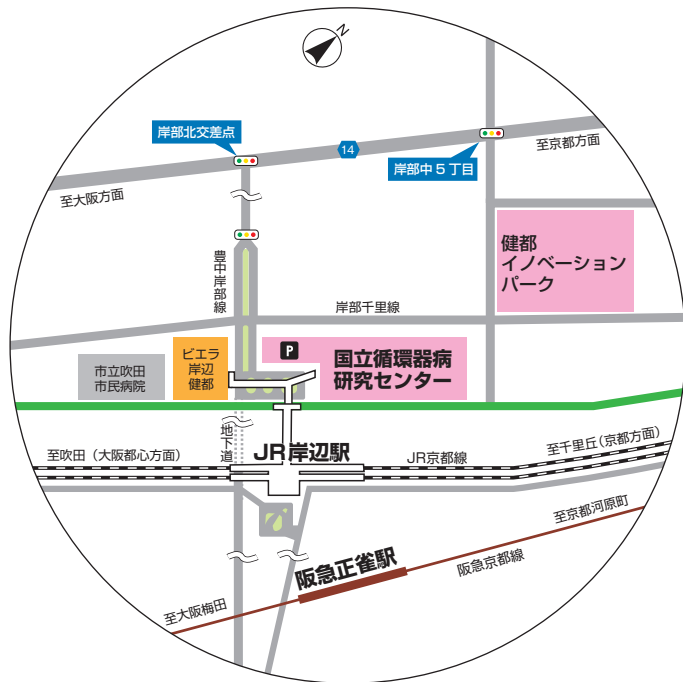 N
岸部北交差点
14
岸部中5丁目
至京都方面
至大阪方面
健都
イノベーション
パーク
豊中岸部線
岸部千里線
P
国立循環器病
研究センター
ビエラ
岸辺
健都
市立吹田
市民病院
地下道
JR岸辺駅
至吹田(大阪都心方面)
JR京都線
至千里丘(京都方面)
至京都河原町
阪急正雀駅
阪急京都線
至大阪梅田